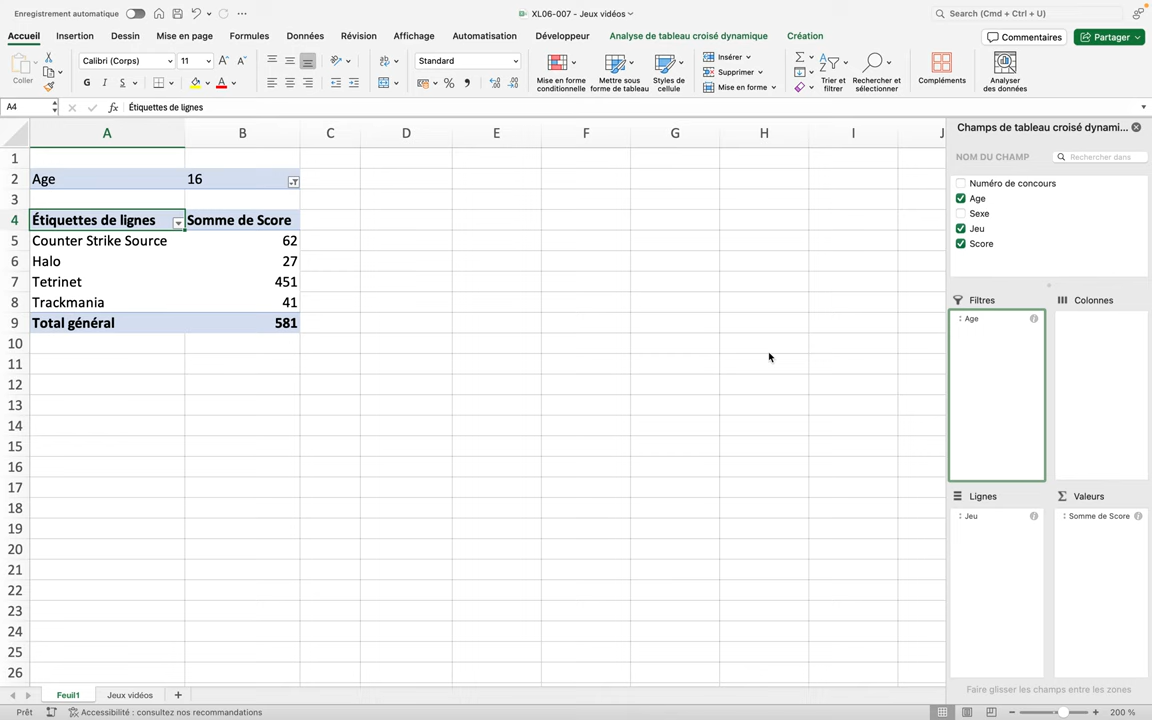 Enregistrement automatique XL06-007 - Jeux vidéos Search (Cmd + Ctrl + U)
Accueil Insertion Dessin Mise en page Formules Données Révision Affichage Automatisation Développeur Analyse de tableau croisé dynamique Création Commentaires Partager
Coller Calibri (Corps) 11 Standard
G I S
Mise en forme conditionnelle Mettre sous forme de tableau Styles de cellule
Insérer
Supprimer
Mise en forme
Trier et filtrer Rechercher et sélectionner Compléments Analyse des données
A4 fx Étiquettes de lignes
A B C D E F G H I J
1
2 Age 16
3
4 Étiquettes de lignes Somme de Score
5 Counter Strike Source 62
6 Halo 27
7 Tetrinet 451
8 Trackmania 41
9 Total général 581
10
11
12
13
14
15
16
17
18
19
20
21
22
23
24
25
26
Champs de tableau croisé dynami...
NOM DU CHAMP Rechercher dans
Numéro de concours
Age
Sexe
Jeu
Score
Filtres Colonnes
Age
Lignes Valeurs
Jeu Somme de Score
Faire glisser les champs entre les zones
Feuil1 Jeux vidéos +
Prêt Accessibilité : consultez nos recommandations 200 %